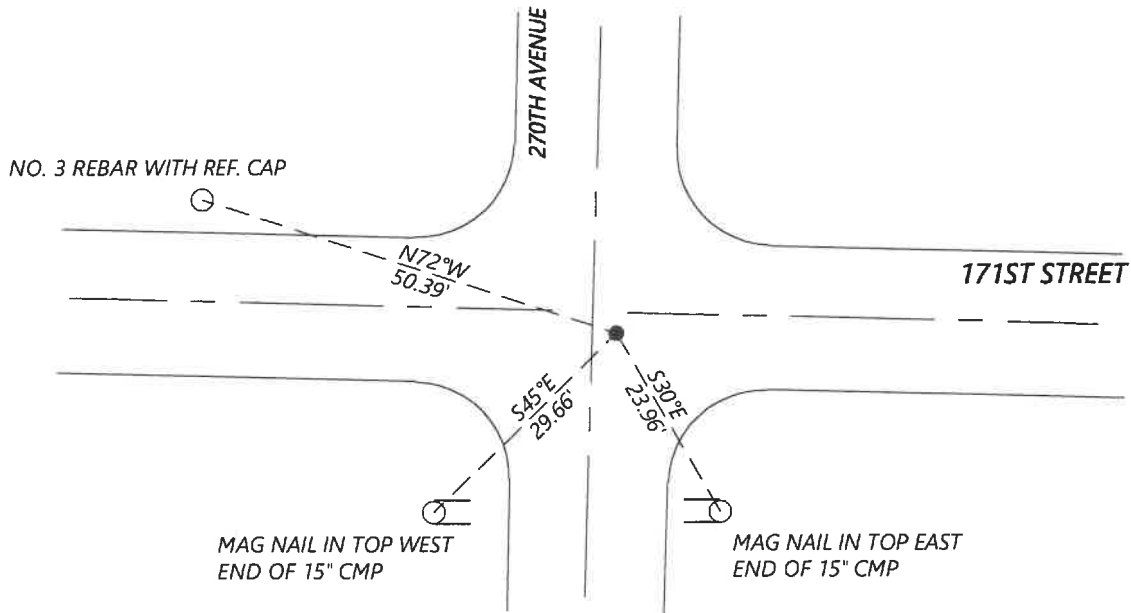 270TH AVENUE
NO. 3 REBAR WITH REF. CAP
N72°W
50.39'
171ST STREET
S45°E
29.66'
S30°E
23.96'
MAG NAIL IN TOP WEST
END OF 15" CMP
MAG NAIL IN TOP EAST
END OF 15" CMP